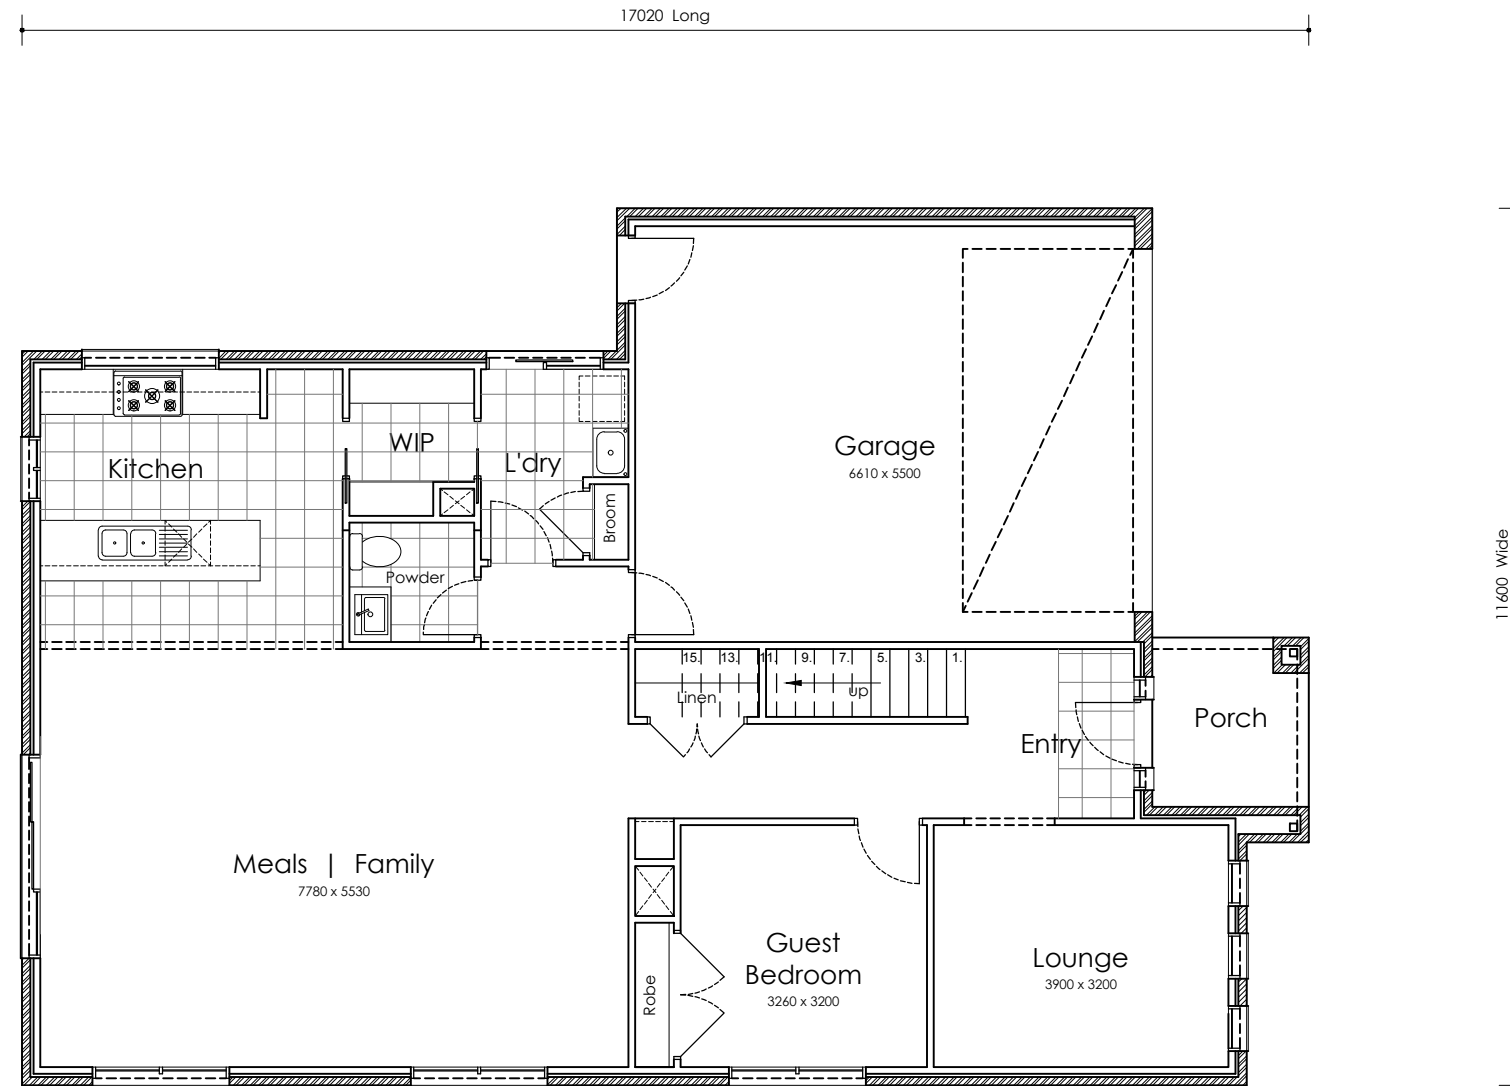 17020 Long
11600 Wide
Garage
6610 x 5500
WIP
Kitchen
L'dry
Broom
Powder
15. 13. 11. 9. 7. 5. 3. 1.
Linen
up
Entry
Porch
Meals | Family
7780 x 5530
Guest
Bedroom
3260 x 3200
Lounge
3900 x 3200
Robe